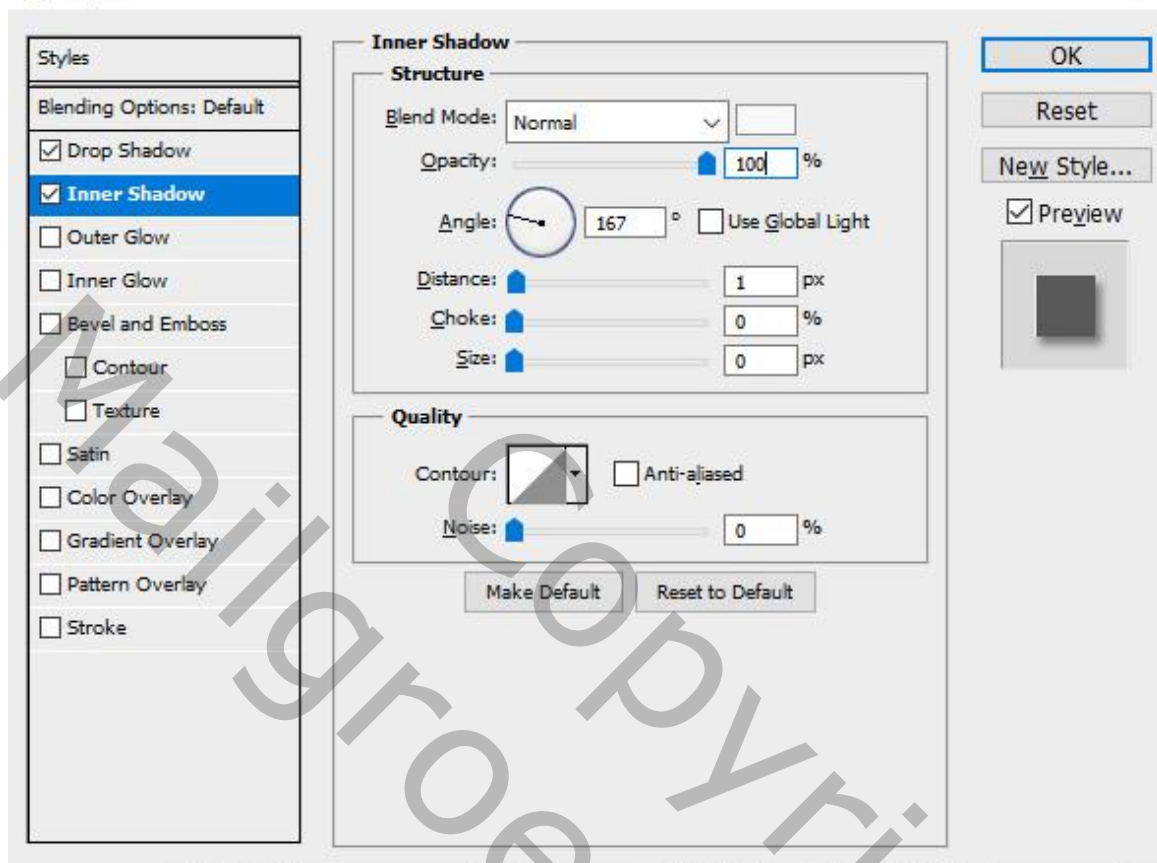 Styles
Blending Options: Default
Drop Shadow
Inner Shadow
Outer Glow
Inner Glow
Bevel and Emboss
Contour
Texture
Satin
Color Overlay
Gradient Overlay
Pattern Overlay
Stroke
Inner Shadow
Structure
Blend Mode: Normal
Opacity: 100 %
Angle: 167 ° Use Global Light
Distance: 1 px
Choke: 0 %
Size: 0 px
Quality
Contour: Anti-aliased
Noise: 0 %
Make Default Reset to Default
OK
Reset
New Style...
Preview
Mailgroe
Copyri